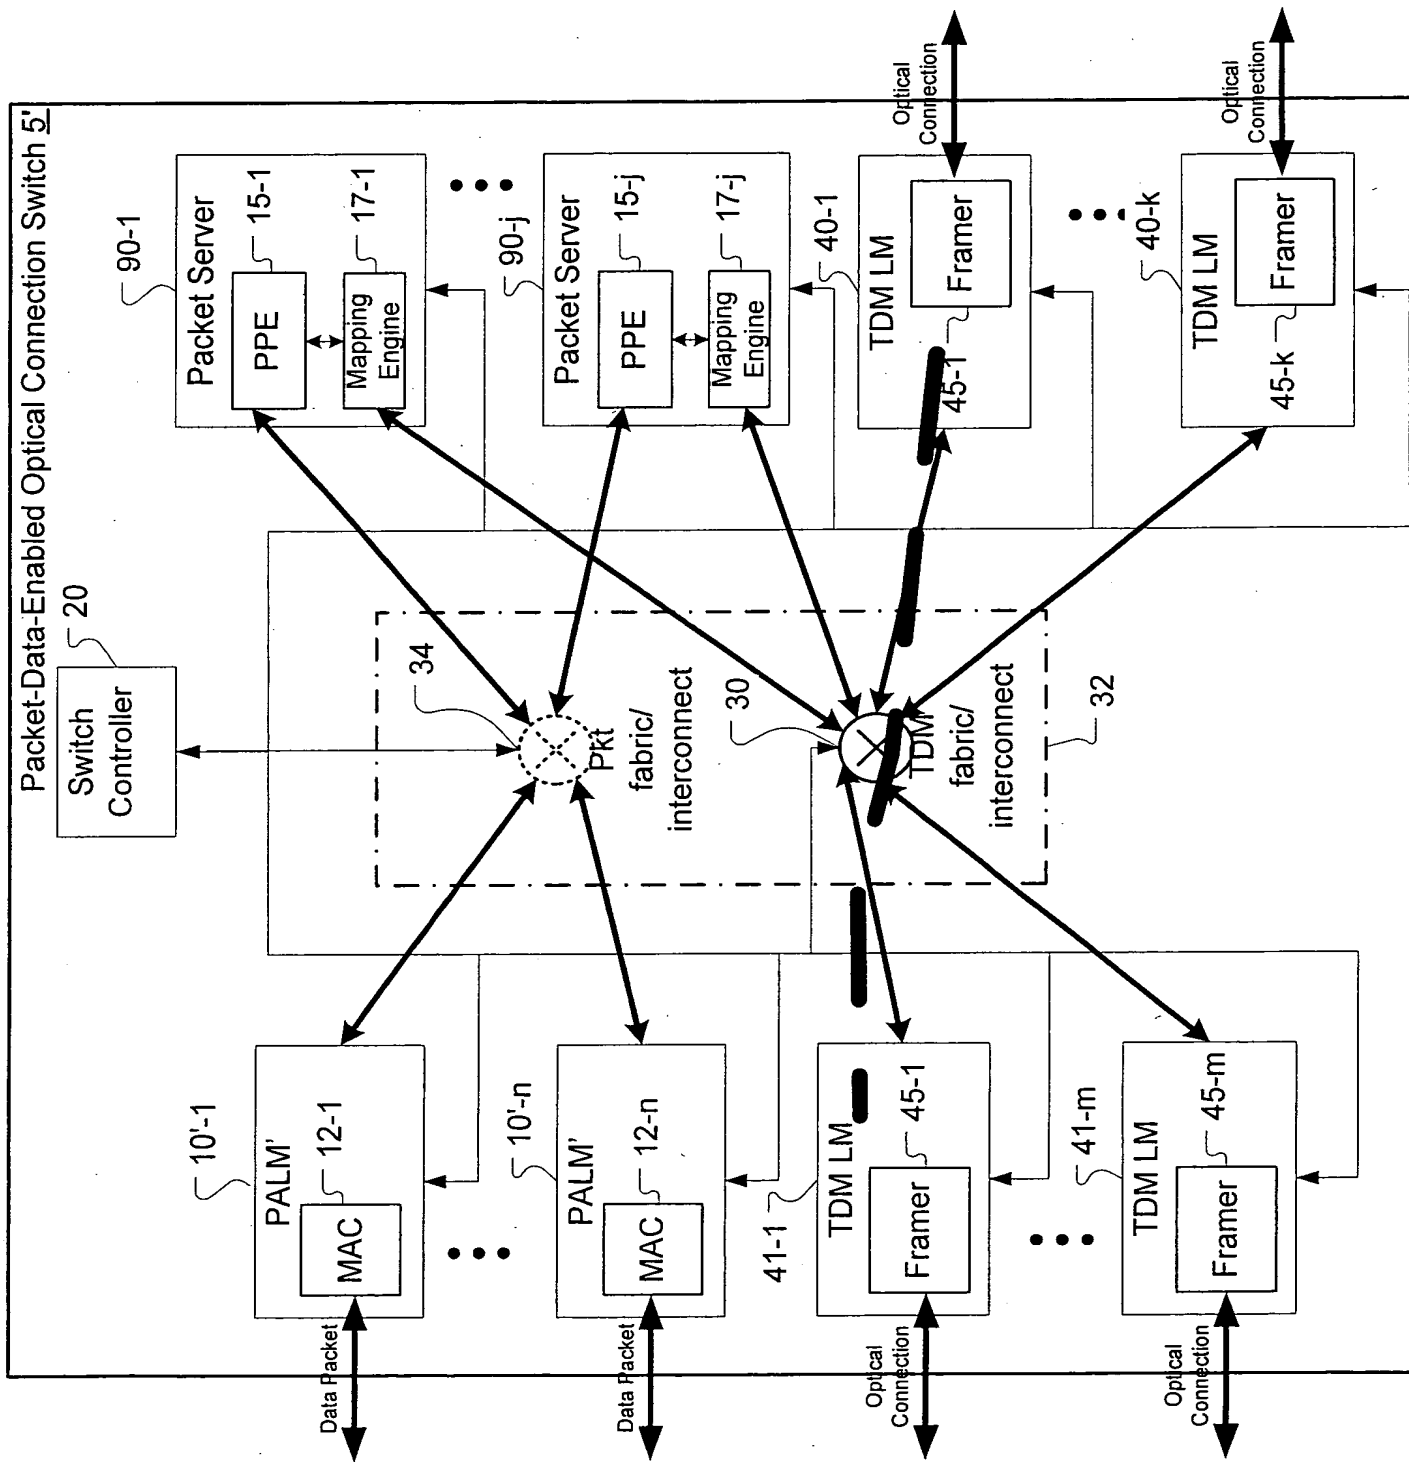 Packet-Data-Enabled Optical Connection Switch 5'
Switch
Controller
20
10'-1
PALM'
12-1
MAC
Data Packet
10'-n
PALM'
12-n
MAC
Data Packet
41-1
TDM LM
45-1
Framer
Optical
Connection
41-m
TDM LM
45-m
Framer
Optical
Connection
34
Pkt
fabric/
interconnect
30
TDM
fabric/
interconnect
32
90-1
Packet Server
15-1
PPE
17-1
Mapping
Engine
90-j
Packet Server
15-j
PPE
17-j
Mapping
Engine
40-1
TDM LM
Framer
45-1
Optical
Connection
40-k
TDM LM
Framer
45-k
Optical
Connection